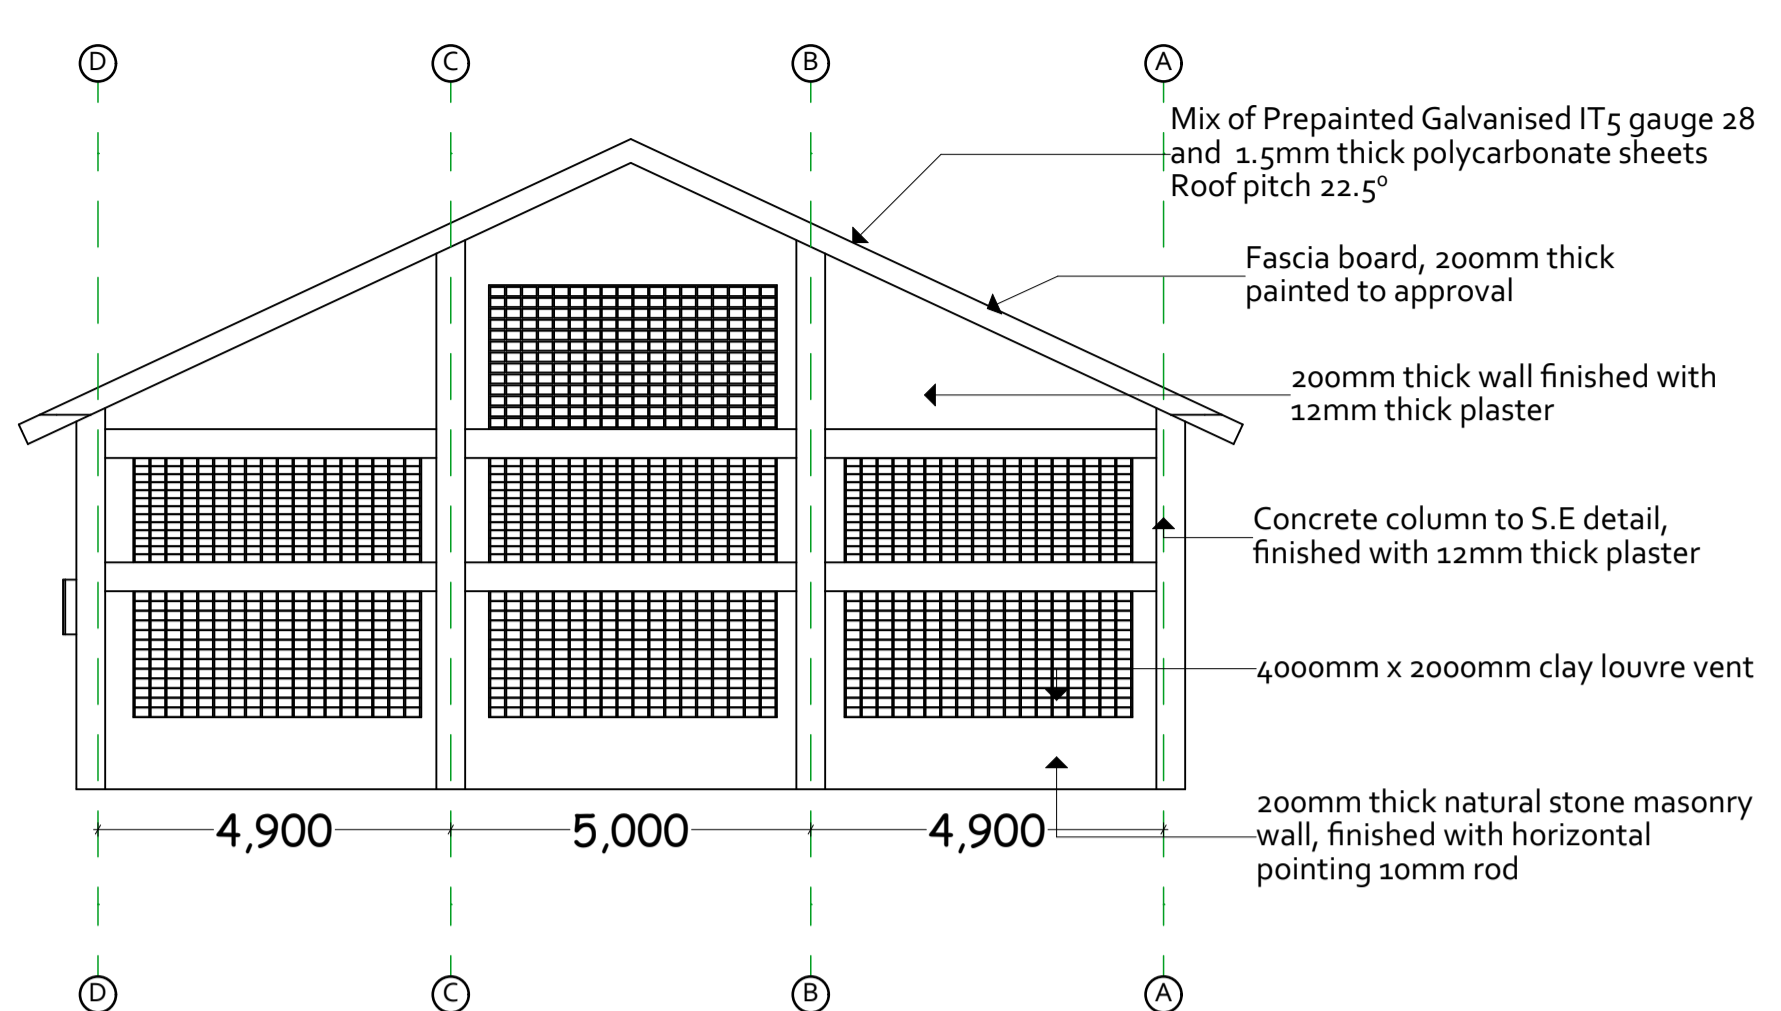 D C B A
Mix of Prepainted Galvanised IT5 gauge 28
and 1.5mm thick polycarbonate sheets
Roof pitch 22.5º
Fascia board, 200mm thick
painted to approval
200mm thick wall finished with
12mm thick plaster
Concrete column to S.E detail,
finished with 12mm thick plaster
4000mm x 2000mm clay louvre vent
200mm thick natural stone masonry
wall, finished with horizontal
pointing 10mm rod
4,900 5,000 4,900
D C B A